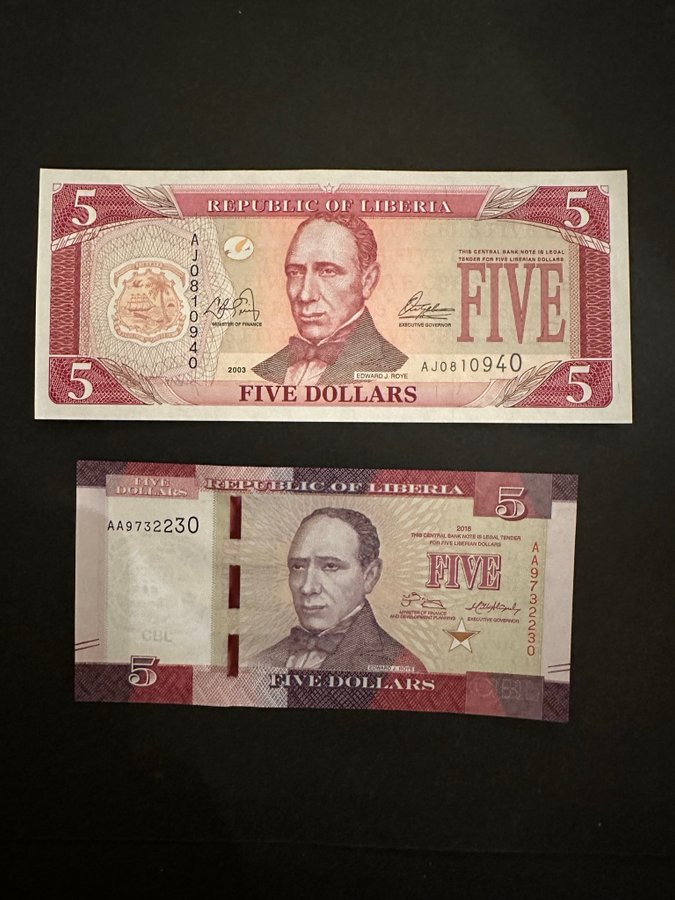 5
REPUBLIC OF LIBERIA
5
AJ0810940
THIS CENTRAL BANK NOTE IS LEGAL
TENDER FOR FIVE LIBERIAN DOLLARS
FIVE
MINISTER OF FINANCE
EXECUTIVE GOVERNOR
2003
EDWARD J. ROYE
AJ0810940
5
FIVE DOLLARS
5
FIVE
DOLLARS
REPUBLIC OF LIBERIA
5
AA9732230
2016
THIS CENTRAL BANK NOTE IS LEGAL TENDER
FOR FIVE LIBERIAN DOLLARS
FIVE
AA9732230
MINISTER OF FINANCE
AND DEVELOPMENT PLANNING
EXECUTIVE GOVERNOR
CBL
EDWARD J. ROYE
5
FIVE DOLLARS